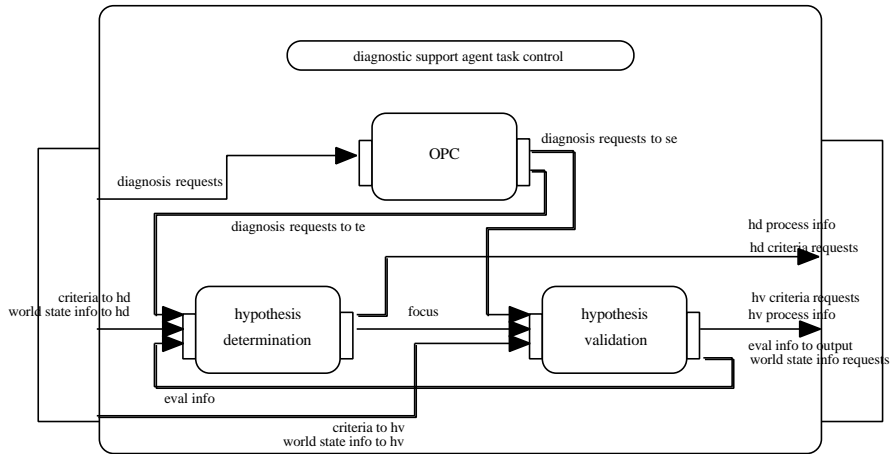 diagnostic support agent task control
OPC
diagnosis requests to se
diagnosis requests
diagnosis requests to te
hd process info
hd criteria requests
criteria to hd
world state info to hd
hypothesis
determination
focus
hypothesis
validation
hv criteria requests
hv process info
eval info to output
world state info requests
eval info
criteria to hv
world state info to hv